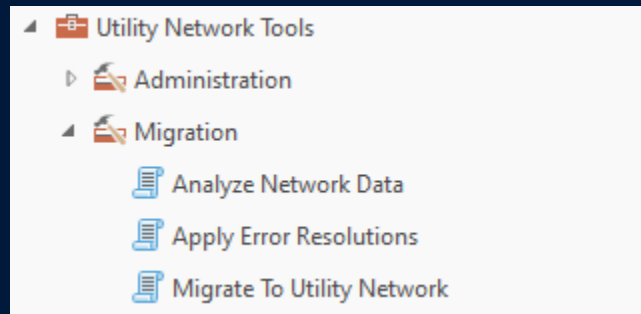 Utility Network Tools
Administration
Migration
Analyze Network Data
Apply Error Resolutions
Migrate To Utility Network